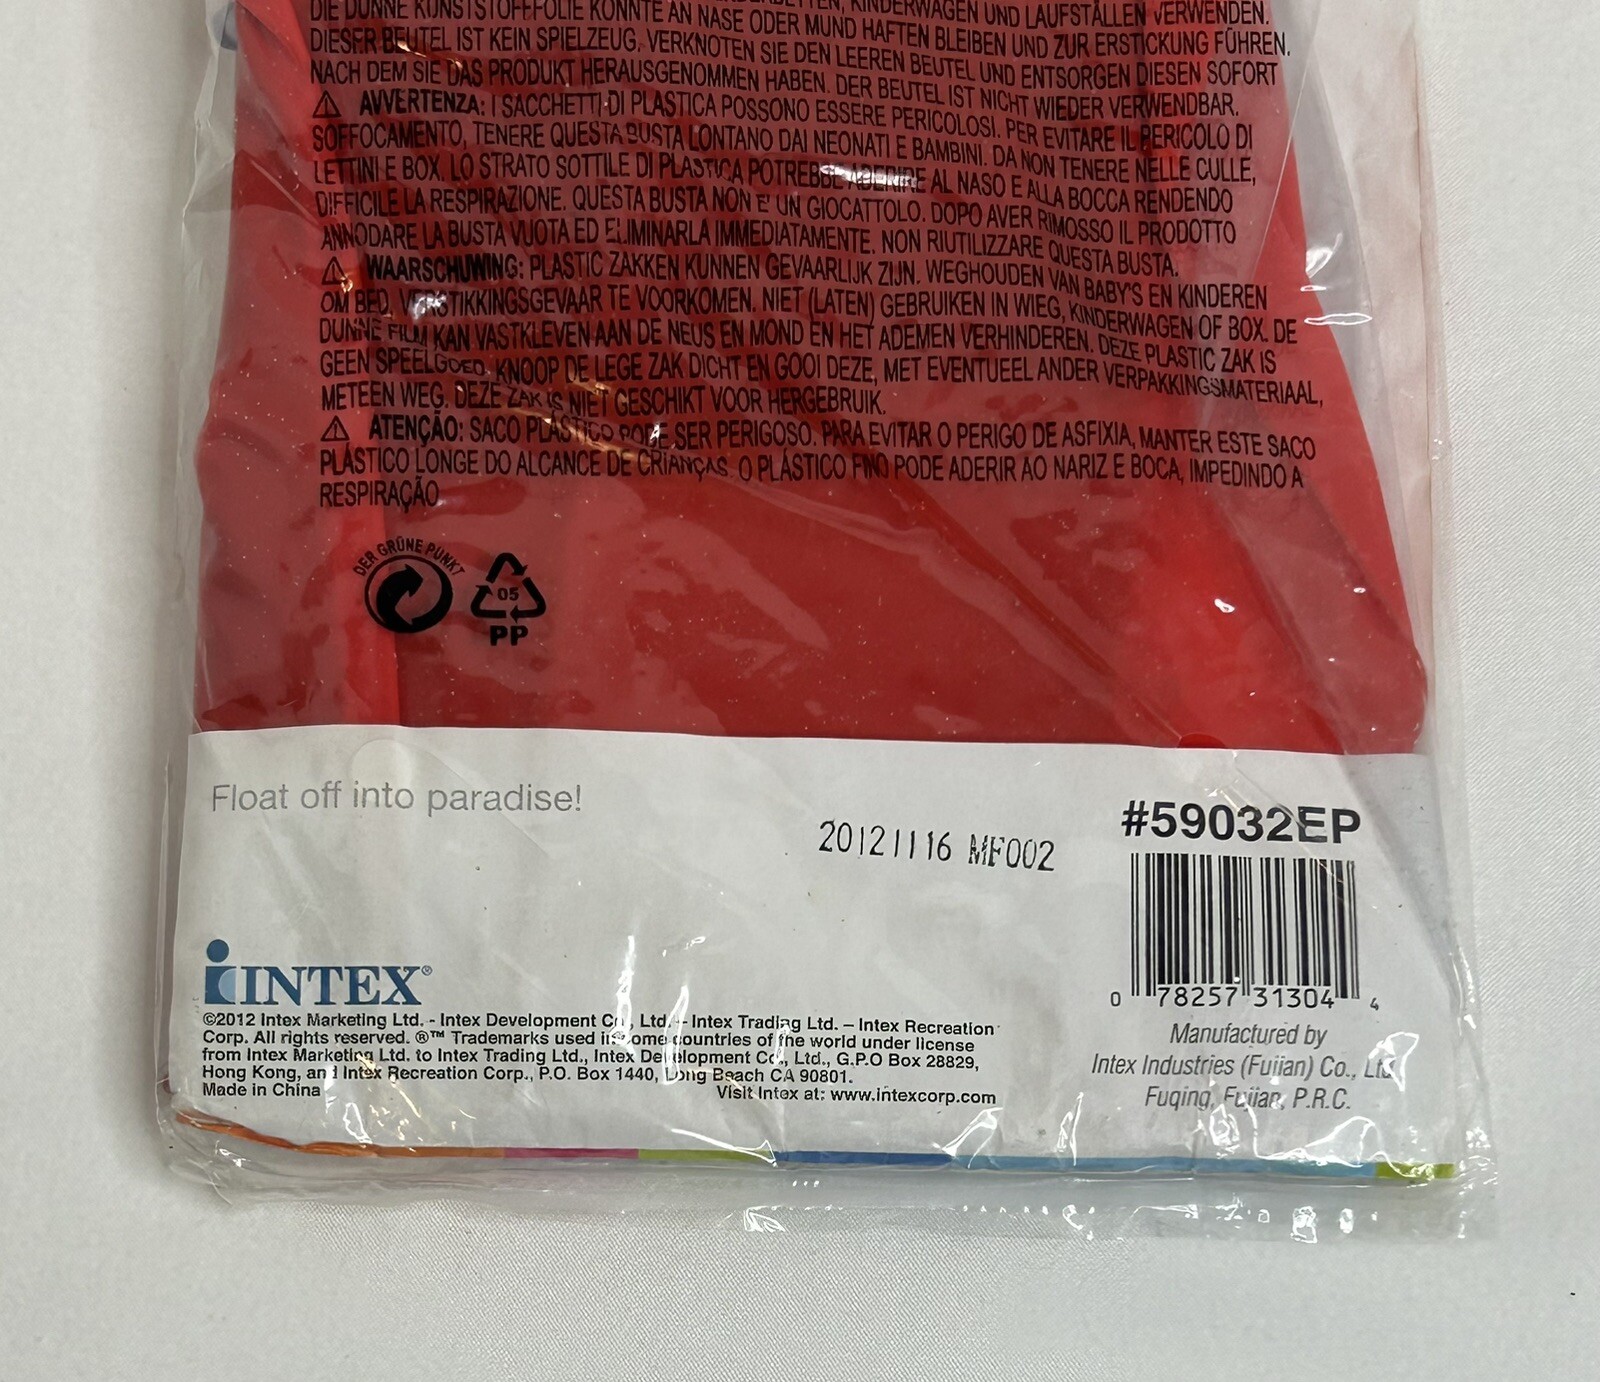 DIE DÜNNE KUNSTSTOFFFOLIE KÖNNTE AN NASE ODER MUND HAFTEN BLEIBEN UND ZUR ERSTICKUNG FÜHREN.
KINDERWAGEN UND LAUFSTÄLLEN VERWENDEN.
DIESER BEUTEL IST KEIN SPIELZEUG. VERKNOTEN SIE DEN LEEREN BEUTEL UND ENTSORGEN DIESEN SOFORT
NACH DEM SIE DAS PRODUKT HERAUSGENOMMEN HABEN. DER BEUTEL IST NICHT WIEDER VERWENDBAR.
⚠ AVVERTENZA: I SACCHETTI DI PLASTICA POSSONO ESSERE PERICOLOSI. PER EVITARE IL PERICOLO DI
SOFFOCAMENTO, TENERE QUESTA BUSTA LONTANO DAI NEONATI E BAMBINI. DA NON TENERE NELLE CULLE,
LETTINI E BOX. LO STRATO SOTTILE DI PLASTICA POTREBBE ADERIRE AL NASO E ALLA BOCCA RENDENDO
DIFFICILE LA RESPIRAZIONE. QUESTA BUSTA NON E' UN GIOCATTOLO. DOPO AVER RIMOSSO IL PRODOTTO
ANNODARE LA BUSTA VUOTA ED ELIMINARLA IMMEDIATAMENTE. NON RIUTILIZZARE QUESTA BUSTA.
⚠ WAARSCHUWING: PLASTIC ZAKKEN KUNNEN GEVAARLIJK ZIJN. WEGHOUDEN VAN BABY'S EN KINDEREN
OM BED, VERSTIKKINGSGEVAAR TE VOORKOMEN. NIET (LATEN) GEBRUIKEN IN WIEG, KINDERWAGEN OF BOX. DE
DUNNE FILM KAN VASTKLEVEN AAN DE NEUS EN MOND EN HET ADEMEN VERHINDEREN. DEZE PLASTIC ZAK IS
GEEN SPEELGOED. KNOOP DE LEGE ZAK DICHT EN GOOI DEZE, MET EVENTUEEL ANDER VERPAKKINGSMATERIAAL,
METEEN WEG. DEZE ZAK IS NIET GESCHIKT VOOR HERGEBRUIK.
⚠ ATENÇÃO: SACO PLÁSTICO PODE SER PERIGOSO. PARA EVITAR O PERIGO DE ASFIXIA, MANTER ESTE SACO
PLÁSTICO LONGE DO ALCANCE DE CRIANÇAS. O PLÁSTICO FINO PODE ADERIR AO NARIZ E BOCA, IMPEDINDO A
RESPIRAÇÃO
DER GRÜNE PUNKT
05
PP
Float off into paradise!
20121116 MF002
#59032EP
0 78257 31304 4
INTEX®
©2012 Intex Marketing Ltd. - Intex Development Co., Ltd. - Intex Trading Ltd. – Intex Recreation
Corp. All rights reserved. ®™ Trademarks used in some countries of the world under license
from Intex Marketing Ltd. to Intex Trading Ltd., Intex Development Co., Ltd., G.P.O Box 28829,
Hong Kong, and Intex Recreation Corp., P.O. Box 1440, Long Beach CA 90801.
Made in China Visit Intex at: www.intexcorp.com
Manufactured by
Intex Industries (Fujian) Co., Ltd.
Fuqing, Fujian, P.R.C.